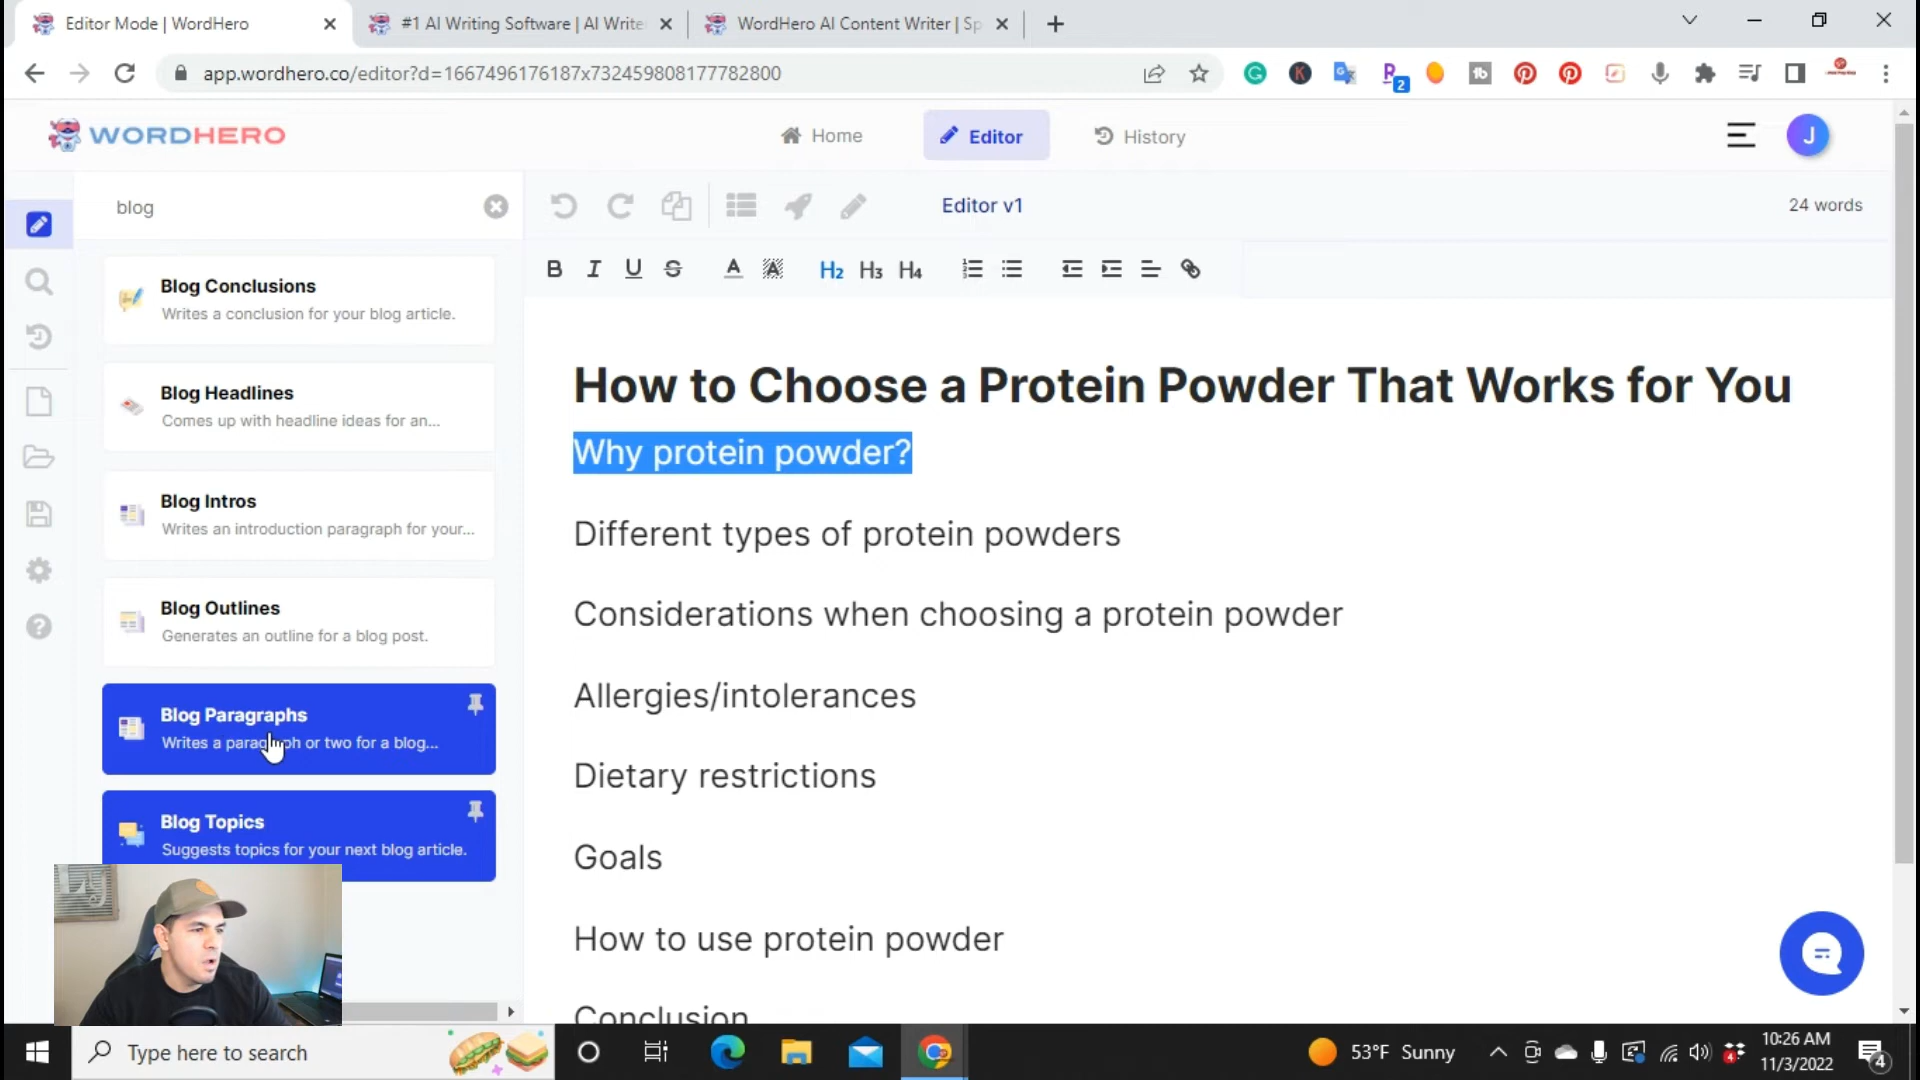 Editor Mode | WordHero
#1 AI Writing Software | AI Write
WordHero AI Content Writer | Sp
app.wordhero.co/editor?d=1667496176187x732459808177782800
2
WORDHERO
Home
Editor
History
J
blog
Editor v1
24 words
B I U S A A H2 H3 H4
Blog Conclusions
Writes a conclusion for your blog article.
Blog Headlines
Comes up with headline ideas for an...
Blog Intros
Writes an introduction paragraph for your...
Blog Outlines
Generates an outline for a blog post.
Blog Paragraphs
Writes a paragraph or two for a blog...
Blog Topics
Suggests topics for your next blog article.
How to Choose a Protein Powder That Works for You
Why protein powder?
Different types of protein powders
Considerations when choosing a protein powder
Allergies/intolerances
Dietary restrictions
Goals
How to use protein powder
Conclusion
Type here to search
53°F Sunny
4
10:26 AM
11/3/2022
4